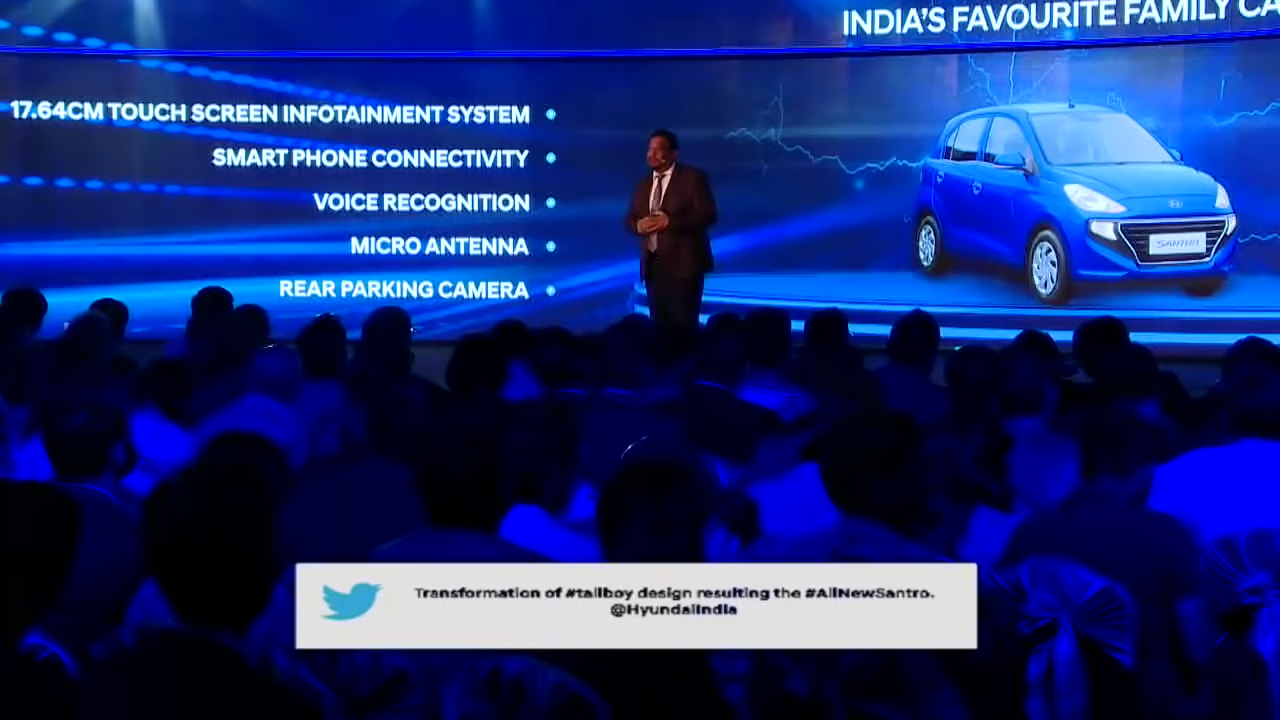 INDIA'S FAVOURITE FAMILY CA
17.64CM TOUCH SCREEN INFOTAINMENT SYSTEM
SMART PHONE CONNECTIVITY
VOICE RECOGNITION
MICRO ANTENNA
REAR PARKING CAMERA
SANTRO
Transformation of #tallboy design resulting the #AllNewSantro.
@HyundaiIndia